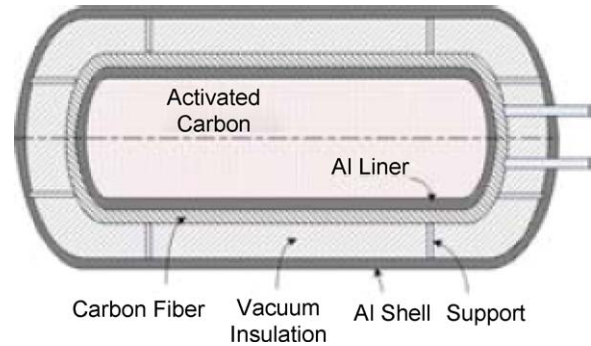 Activated
Carbon
Al Liner
Carbon Fiber
Vacuum
Insulation
Al Shell
Support